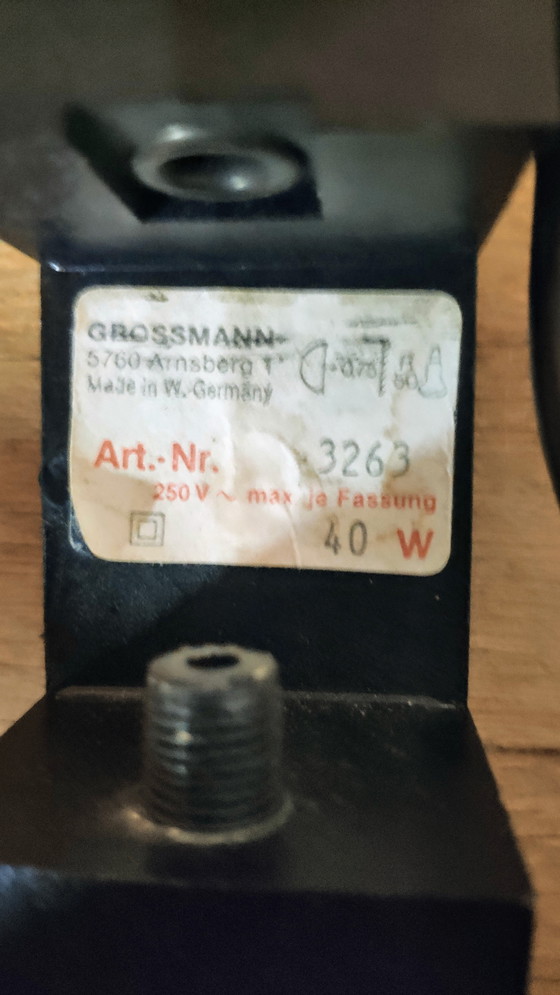 GROSSMANN
5760 Arnsberg 1
Made in W.-Germany
Art.-Nr. 3263
250 V ~ max je Fassung
40 W